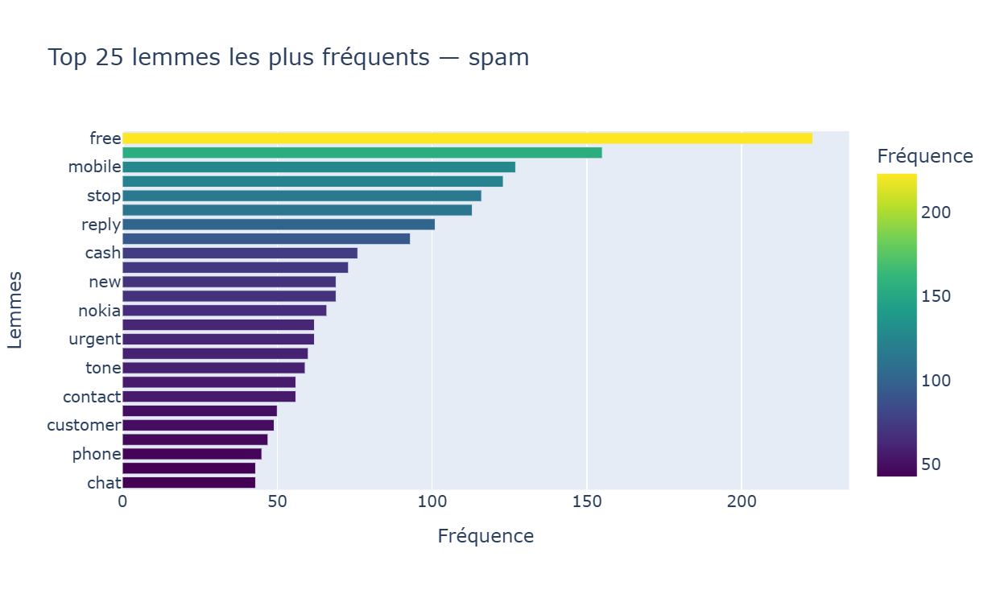 Top 25 lemmes les plus fréquents — spam
Lemmes
free
mobile
stop
reply
cash
new
nokia
urgent
tone
contact
customer
phone
chat
0 50 100 150 200
Fréquence
Fréquence
200
150
100
50